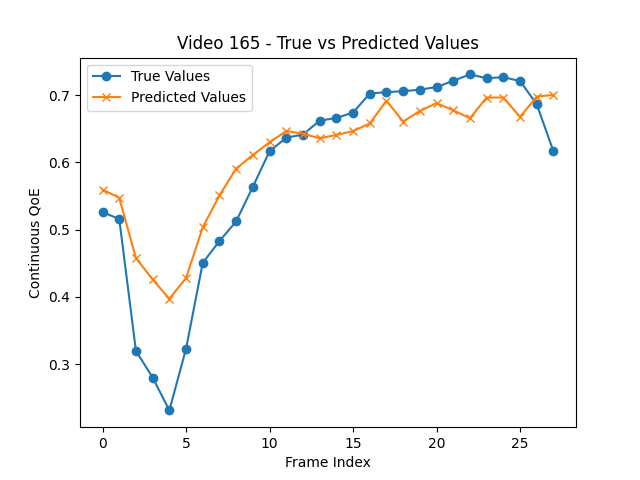 Video 165 - True vs Predicted Values
True Values
Predicted Values
0.7
0.6
0.5
0.4
0.3
Continuous QoE
0 5 10 15 20 25
Frame Index